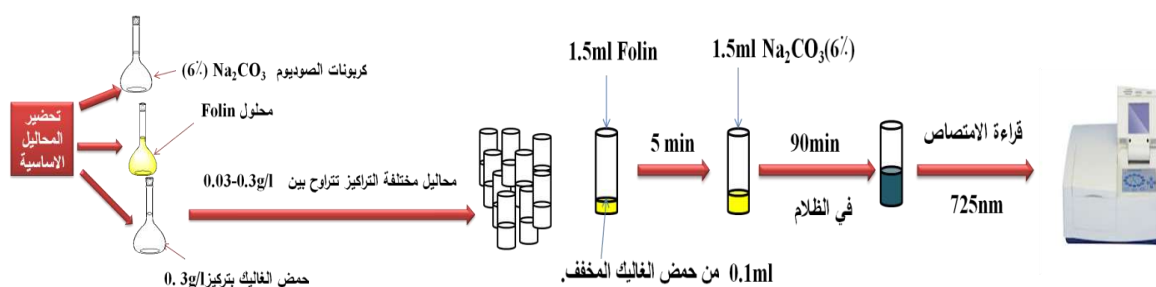 تحضير
المحاليل
الاساسية
كربونات الصوديوم Na₂CO₃ (6٪)
محلول Folin
حمض الغاليك بتركيز0. 3g/l
محاليل مختلفة التراكيز تتراوح بين 0.03-0.3g/l
1.5ml Folin
0.1ml من حمض الغاليك المخفف.
5 min
1.5ml Na₂CO₃(6٪)
90min
في الظلام
قراءة الامتصاص
725nm